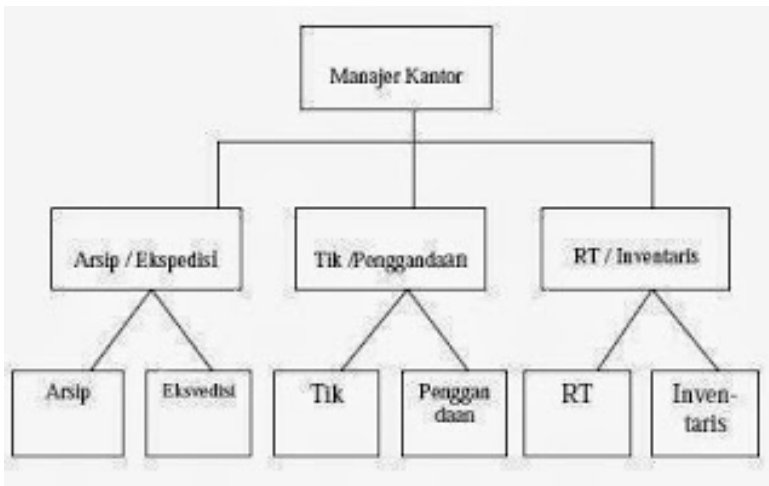 Manajer Kantor
Arsip / Ekspedisi
Tik /Penggandaan
RT / Inventaris
Arsip
Eksvedisi
Tik
Penggan
daan
RT
Inven-
taris